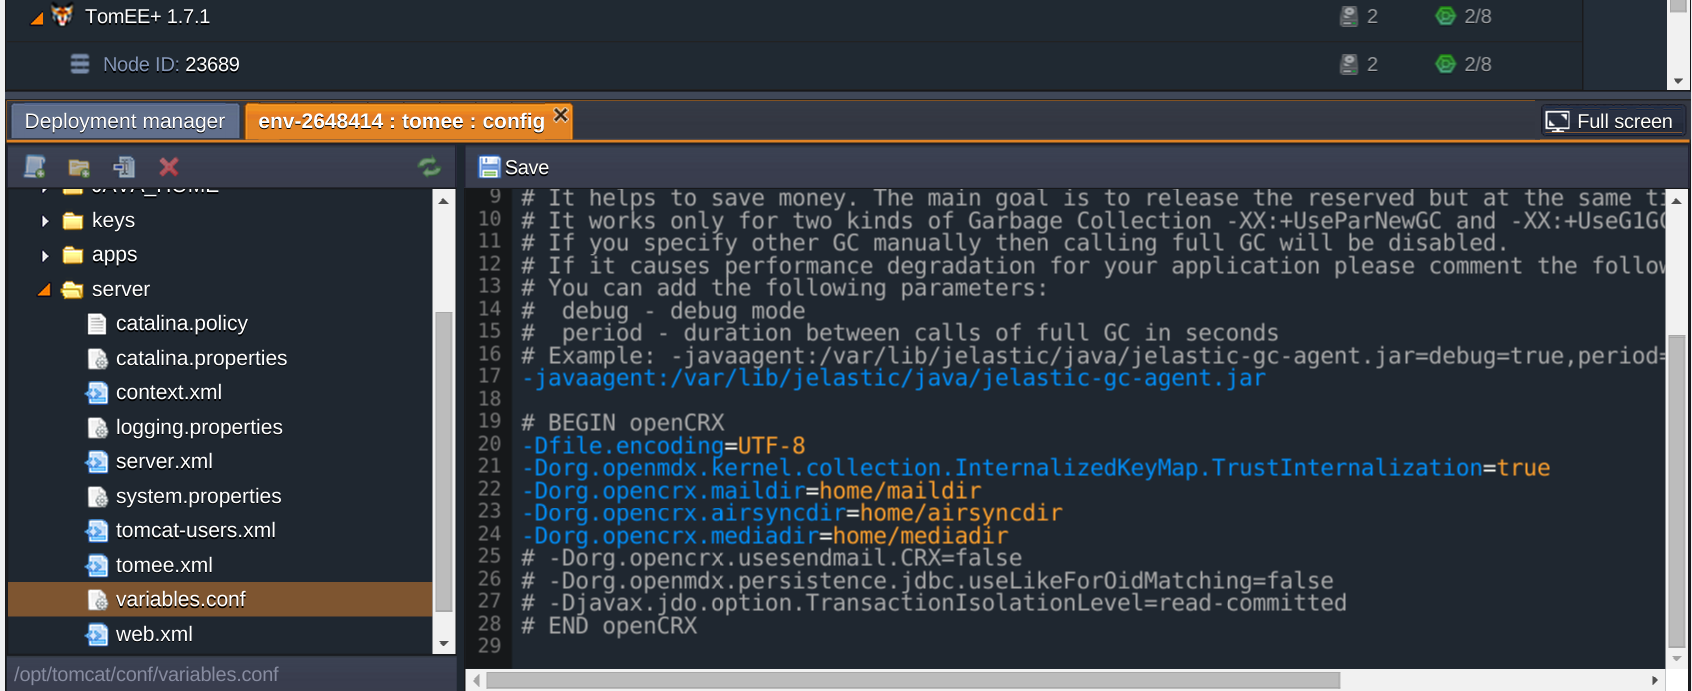 TomEE+ 1.7.1 2 2/8
Node ID: 23689 2 2/8
Deployment manager env-2648414 : tomee : config Full screen
Save
JAVA_HOME
keys
apps
server
catalina.policy
catalina.properties
context.xml
logging.properties
server.xml
system.properties
tomcat-users.xml
tomee.xml
variables.conf
web.xml
/opt/tomcat/conf/variables.conf
9 # It helps to save money. The main goal is to release the reserved but at the same ti
10 # It works only for two kinds of Garbage Collection -XX:+UseParNewGC and -XX:+UseG1GC
11 # If you specify other GC manually then calling full GC will be disabled.
12 # If it causes performance degradation for your application please comment the follow
13 # You can add the following parameters:
14 #  debug - debug mode
15 #  period - duration between calls of full GC in seconds
16 # Example: -javaagent:/var/lib/jelastic/java/jelastic-gc-agent.jar=debug=true,period=
17 -javaagent:/var/lib/jelastic/java/jelastic-gc-agent.jar
18
19 # BEGIN openCRX
20 -Dfile.encoding=UTF-8
21 -Dorg.openmdx.kernel.collection.InternalizedKeyMap.TrustInternalization=true
22 -Dorg.opencrx.maildir=home/maildir
23 -Dorg.opencrx.airsyncdir=home/airsyncdir
24 -Dorg.opencrx.mediadir=home/mediadir
25 # -Dorg.opencrx.usesendmail.CRX=false
26 # -Dorg.openmdx.persistence.jdbc.useLikeForOidMatching=false
27 # -Djavax.jdo.option.TransactionIsolationLevel=read-committed
28 # END openCRX
29